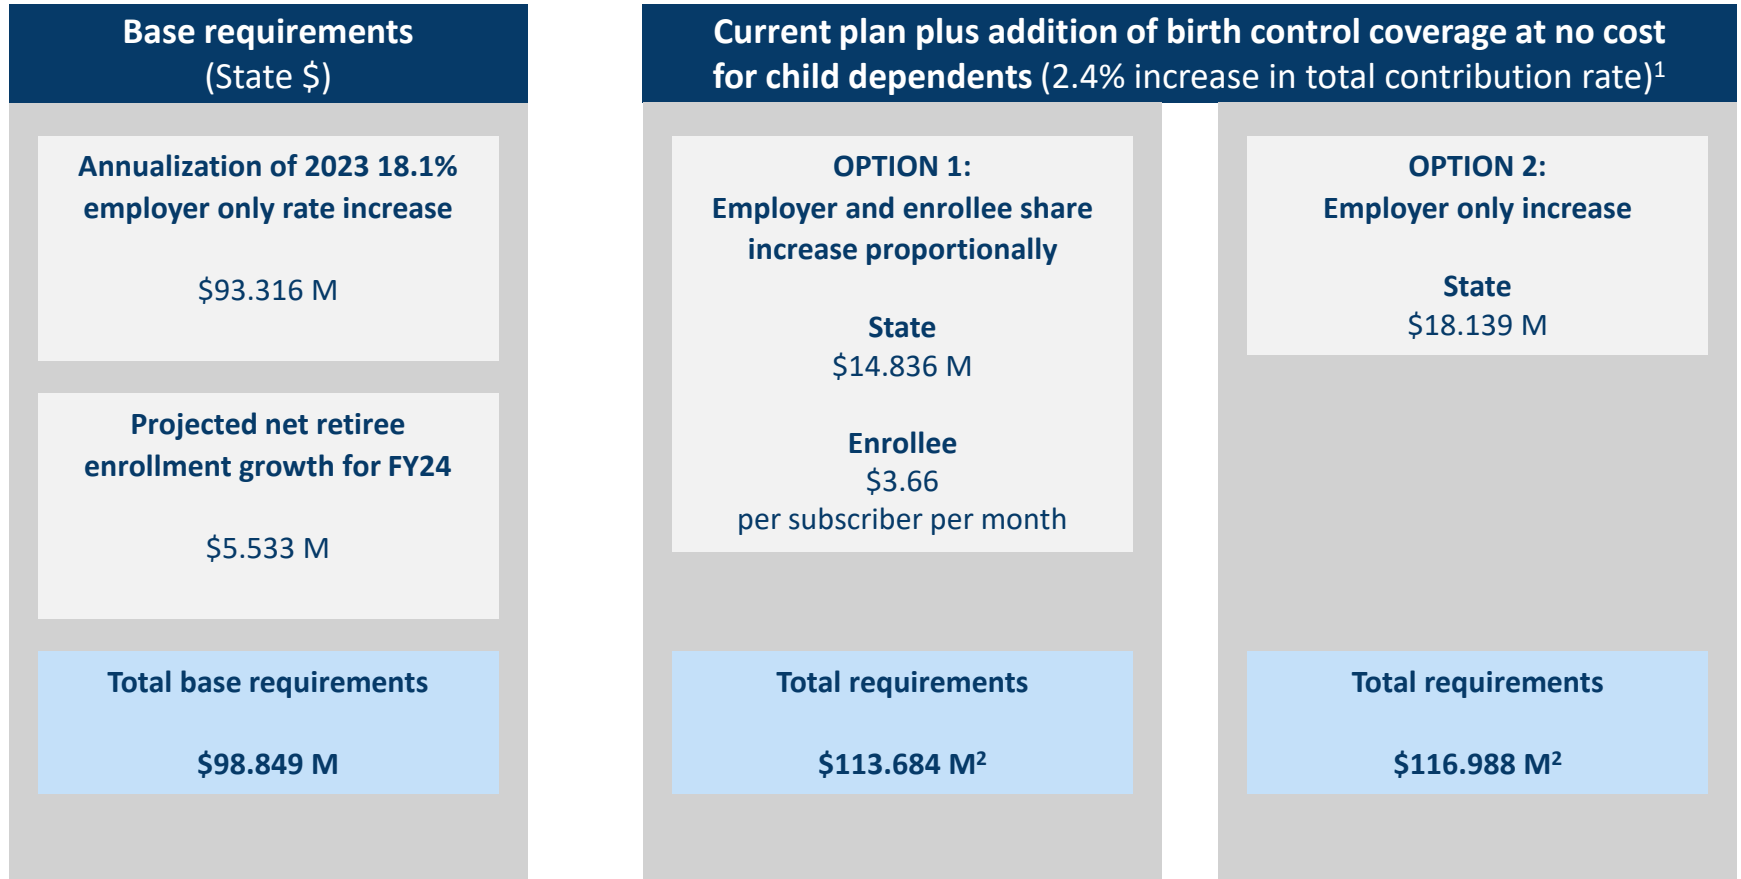 Base requirements
(State $)
Annualization of 2023 18.1%
employer only rate increase
$93.316 M
Projected net retiree
enrollment growth for FY24
$5.533 M
Total base requirements
$98.849 M
Current plan plus addition of birth control coverage at no cost
for child dependents (2.4% increase in total contribution rate)¹
OPTION 1:
Employer and enrollee share
increase proportionally
State
$14.836 M
Enrollee
$3.66
per subscriber per month
Total requirements
$113.684 M²
OPTION 2:
Employer only increase
State
$18.139 M
Total requirements
$116.988 M²